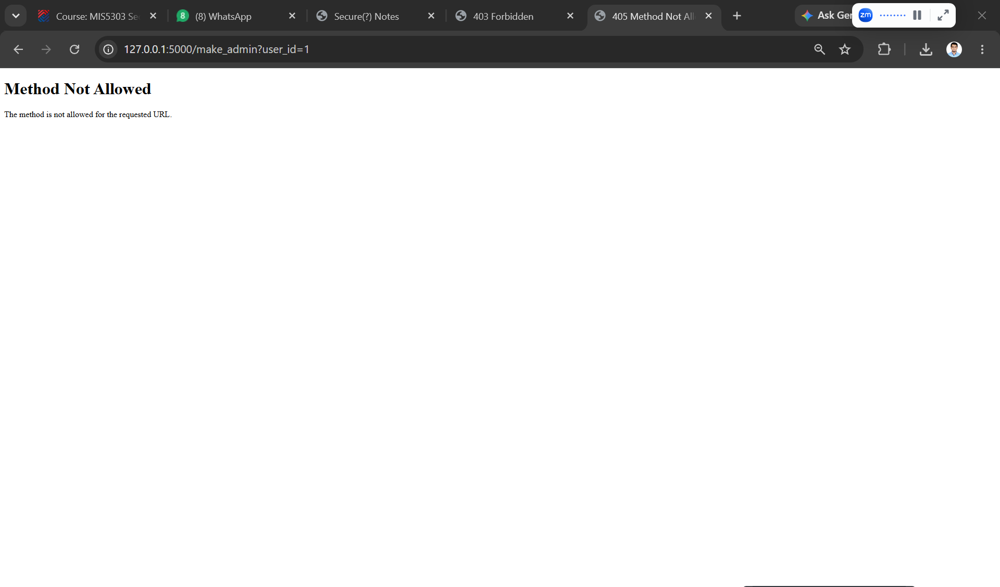 Course: MIS5303 Se
8 (8) WhatsApp
Secure(?) Notes
403 Forbidden
405 Method Not All
Ask Ge
zm
127.0.0.1:5000/make_admin?user_id=1
Method Not Allowed
The method is not allowed for the requested URL.